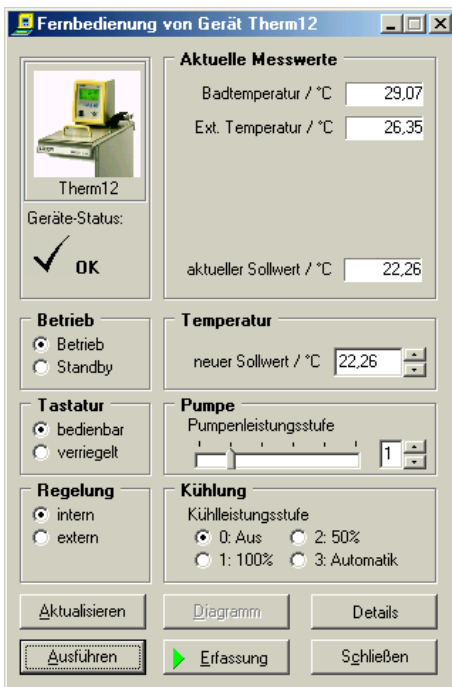 Fernbedienung von Gerät Therm12
Therm12
Geräte-Status:
OK
Aktuelle Messwerte
Badtemperatur / °C 29,07
Ext. Temperatur / °C 26,35
aktueller Sollwert / °C 22,26
Betrieb
Betrieb
Standby
Temperatur
neuer Sollwert / °C 22,26
Tastatur
bedienbar
verriegelt
Pumpe
Pumpenleistungsstufe
1
Regelung
intern
extern
Kühlung
Kühlleistungsstufe
0: Aus 2: 50%
1: 100% 3: Automatik
Aktualisieren Diagramm Details
Ausführen Erfassung Schließen